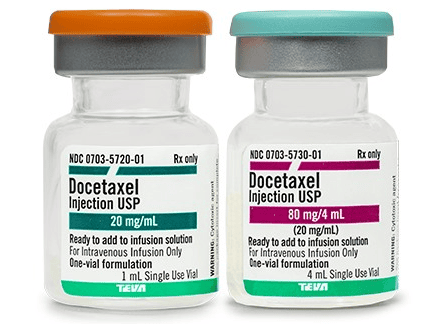 NDC 0703-5720-01 Rx only
Docetaxel
Injection USP
20 mg/mL
Ready to add to infusion solution
For Intravenous Infusion Only
One-vial formulation
1 mL Single Use Vial
TEVA
WARNING: Cytotoxic agent
NDC 0703-5730-01 Rx only
Docetaxel
Injection USP
80 mg/4 mL
(20 mg/mL)
Ready to add to infusion solution
For Intravenous Infusion Only
One-vial formulation
4 mL Single Use Vial
TEVA
WARNING: Cytotoxic agent